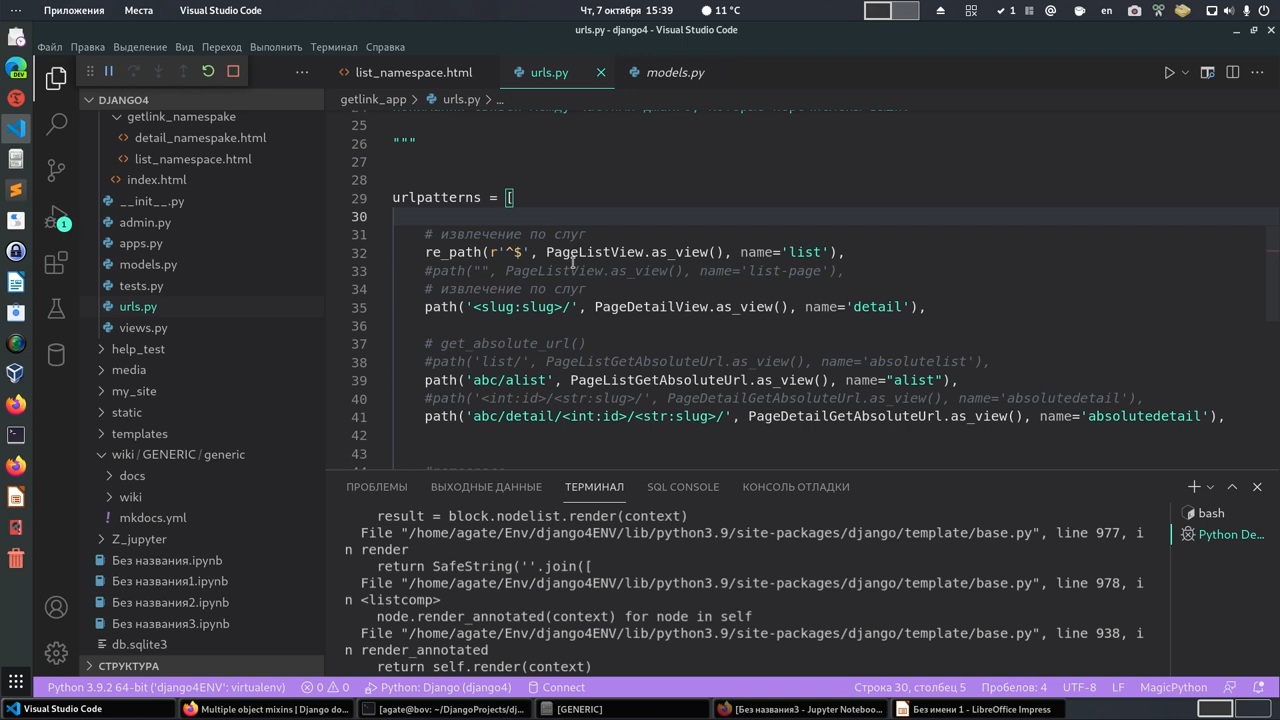 Приложения Места Visual Studio Code Чт, 7 октября 15:39 11 °C 1 en
urls.py - django4 - Visual Studio Code
Файл Правка Выделение Вид Переход Выполнить Терминал Справка
list_namespace.html urls.py models.py
DJANGO4
getlink_app > urls.py > ...
getlink_namespake
detail_namespake.html
list_namespace.html
index.html
__init__.py
admin.py
apps.py
models.py
tests.py
urls.py
views.py
help_test
media
my_site
static
templates
wiki/GENERIC/generic
docs
wiki
mkdocs.yml
Z_jupyter
Без названия.ipynb
Без названия1.ipynb
Без названия2.ipynb
Без названия3.ipynb
db.sqlite3
СТРУКТУРА
1
25
26 """
27
28
29 urlpatterns = [
30
31 # извлечение по слуг
32 re_path(r'^$', PageListView.as_view(), name='list'),
33 #path("", PageListView.as_view(), name='list-page'),
34 # извлечение по слуг
35 path('<slug:slug>/', PageDetailView.as_view(), name='detail'),
36
37 # get_absolute_url()
38 #path('list/', PageListGetAbsoluteUrl.as_view(), name='absolutelist'),
39 path('abc/alist', PageListGetAbsoluteUrl.as_view(), name="alist"),
40 #path('<int:id>/<str:slug>/', PageDetailGetAbsoluteUrl.as_view(), name='absolutedetail'),
41 path('abc/detail/<int:id>/<str:slug>/', PageDetailGetAbsoluteUrl.as_view(), name='absolutedetail'),
42
43
ПРОБЛЕМЫ ВЫХОДНЫЕ ДАННЫЕ ТЕРМИНАЛ SQL CONSOLE КОНСОЛЬ ОТЛАДКИ
result = block.nodelist.render(context)
File "/home/agate/Env/django4ENV/lib/python3.9/site-packages/django/template/base.py", line 977, i
n render
return SafeString(''.join([
File "/home/agate/Env/django4ENV/lib/python3.9/site-packages/django/template/base.py", line 978, i
n <listcomp>
node.render_annotated(context) for node in self
File "/home/agate/Env/django4ENV/lib/python3.9/site-packages/django/template/base.py", line 938, i
n render_annotated
return self.render(context)
bash
Python De...
Python 3.9.2 64-bit ('django4ENV': virtualenv) 0 0 Python: Django (django4) Connect Строка 30, столбец 5 Пробелов: 4 UTF-8 LF MagicPython
Visual Studio Code Multiple object mixins | Django do... [agate@bov: ~/DjangoProjects/dj... [GENERIC] [Без названия3 - Jupyter Noteboo... Без имени 1 - LibreOffice Impress